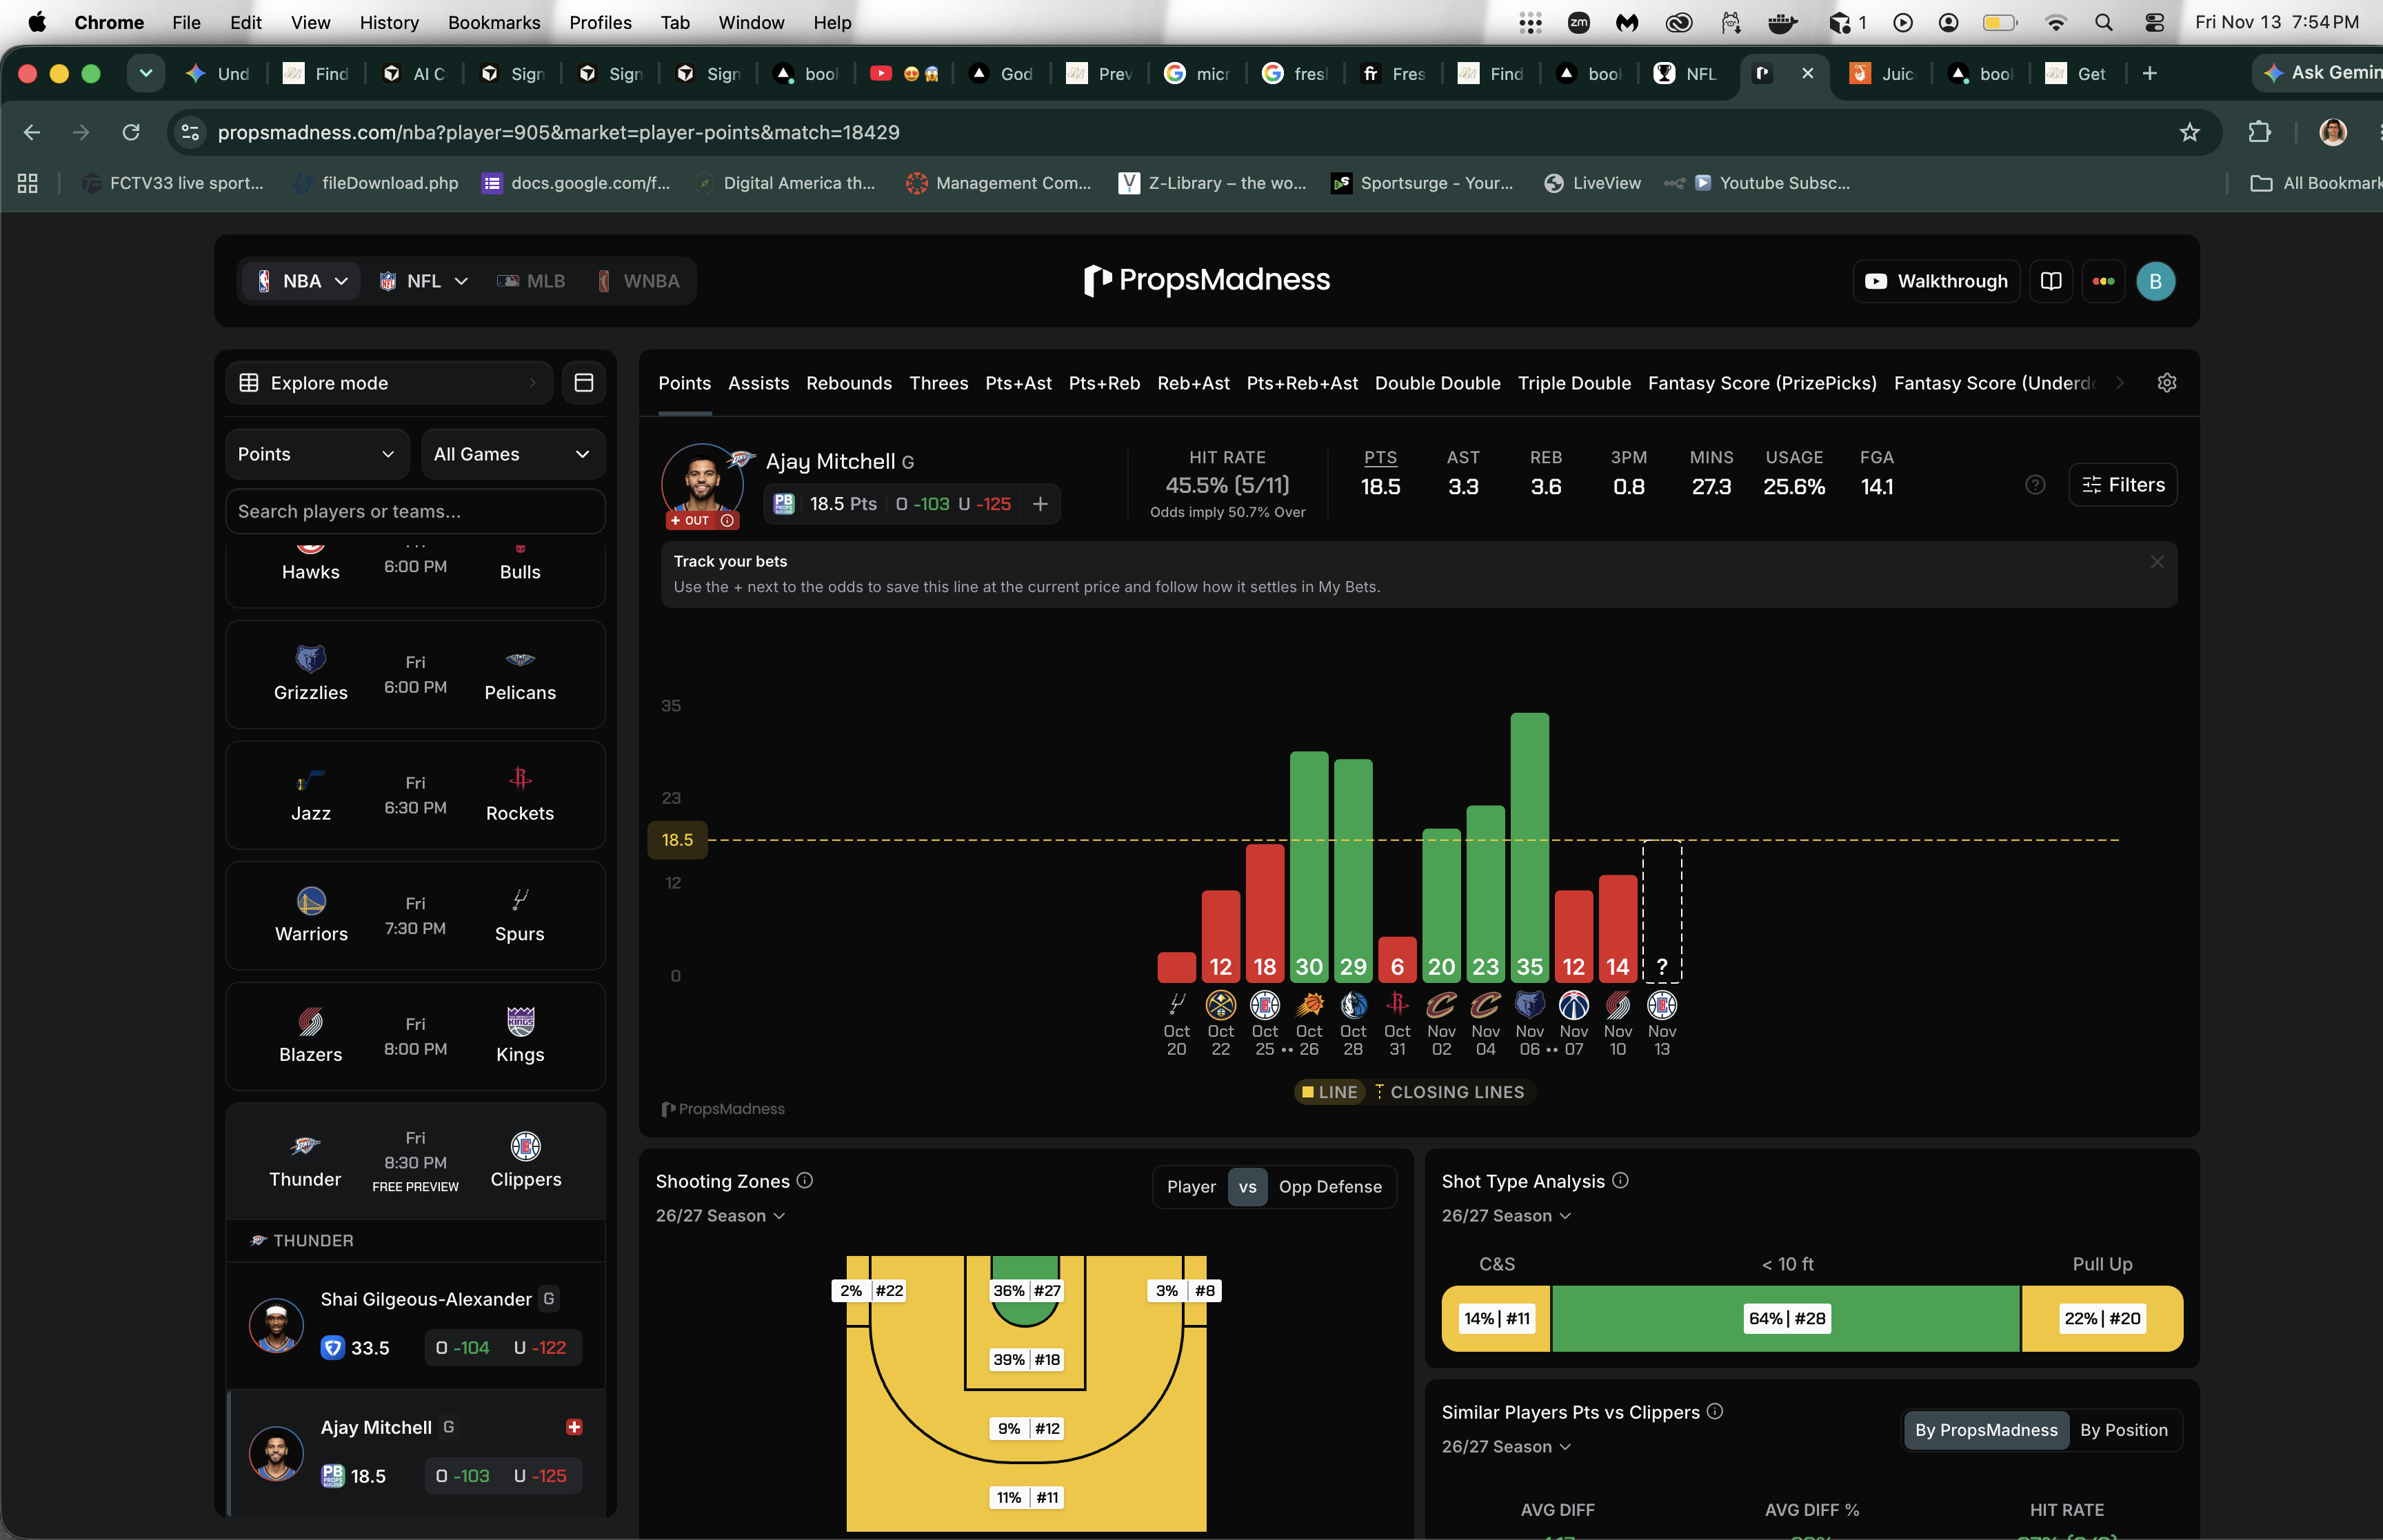 Chrome File Edit View History Bookmarks Profiles Tab Window Help zm 1 Fri Nov 13 7:54 PM
Und Find AI C Sign Sign Sign boo 😍😱 God Prev micr fresl fr Fres Find boo NFL Juic boo Get Ask Gemin
propsmadness.com/nba?player=905&market=player-points&match=18429
FCTV33 live sport... fileDownload.php docs.google.com/f... Digital America th... Management Com... Z-Library – the wo... Sportsurge - Your... LiveView Youtube Subsc... All Bookmark
NBA NFL MLB WNBA PropsMadness Walkthrough B
Explore mode
Points All Games
Search players or teams...
Hawks 6:00 PM Bulls
Fri
6:00 PM
Grizzlies Pelicans
Fri
6:30 PM
Jazz Rockets
Fri
7:30 PM
Warriors Spurs
Fri
8:00 PM
Blazers Kings
Fri
8:30 PM
Thunder FREE PREVIEW Clippers
THUNDER
Shai Gilgeous-Alexander G
33.5 O -104 U -122
Ajay Mitchell G
PB 18.5 O -103 U -125
Points Assists Rebounds Threes Pts+Ast Pts+Reb Reb+Ast Pts+Reb+Ast Double Double Triple Double Fantasy Score (PrizePicks) Fantasy Score (Underdo
Ajay Mitchell G
OUT
PB 18.5 Pts O -103 U -125 +
HIT RATE
45.5% (5/11)
Odds imply 50.7% Over
PTS AST REB 3PM MINS USAGE FGA
18.5 3.3 3.6 0.8 27.3 25.6% 14.1
Filters
Track your bets
Use the + next to the odds to save this line at the current price and follow how it settles in My Bets.
35
23
18.5
12
0
12 18 30 29 6 20 23 35 12 14 ?
Oct Oct Oct Oct Oct Oct Nov Nov Nov Nov Nov Nov
20 22 25 •• 26 28 31 02 04 06 •• 07 10 13
LINE CLOSING LINES
PropsMadness
Shooting Zones
Player vs Opp Defense
26/27 Season
2% | #22
36% | #27
3% | #8
39% | #18
9% | #12
11% | #11
Shot Type Analysis
26/27 Season
C&S < 10 ft Pull Up
14% | #11 64% | #28 22% | #20
Similar Players Pts vs Clippers
By PropsMadness By Position
26/27 Season
AVG DIFF AVG DIFF % HIT RATE